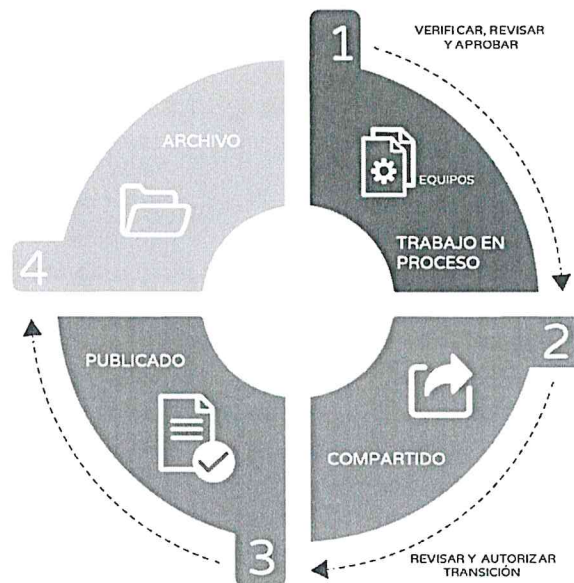 1
VERIFICAR, REVISAR
Y APROBAR
EQUIPOS
TRABAJO EN
PROCESO
2
COMPARTIDO
REVISAR Y AUTORIZAR
TRANSICIÓN
3
PUBLICADO
4
ARCHIVO